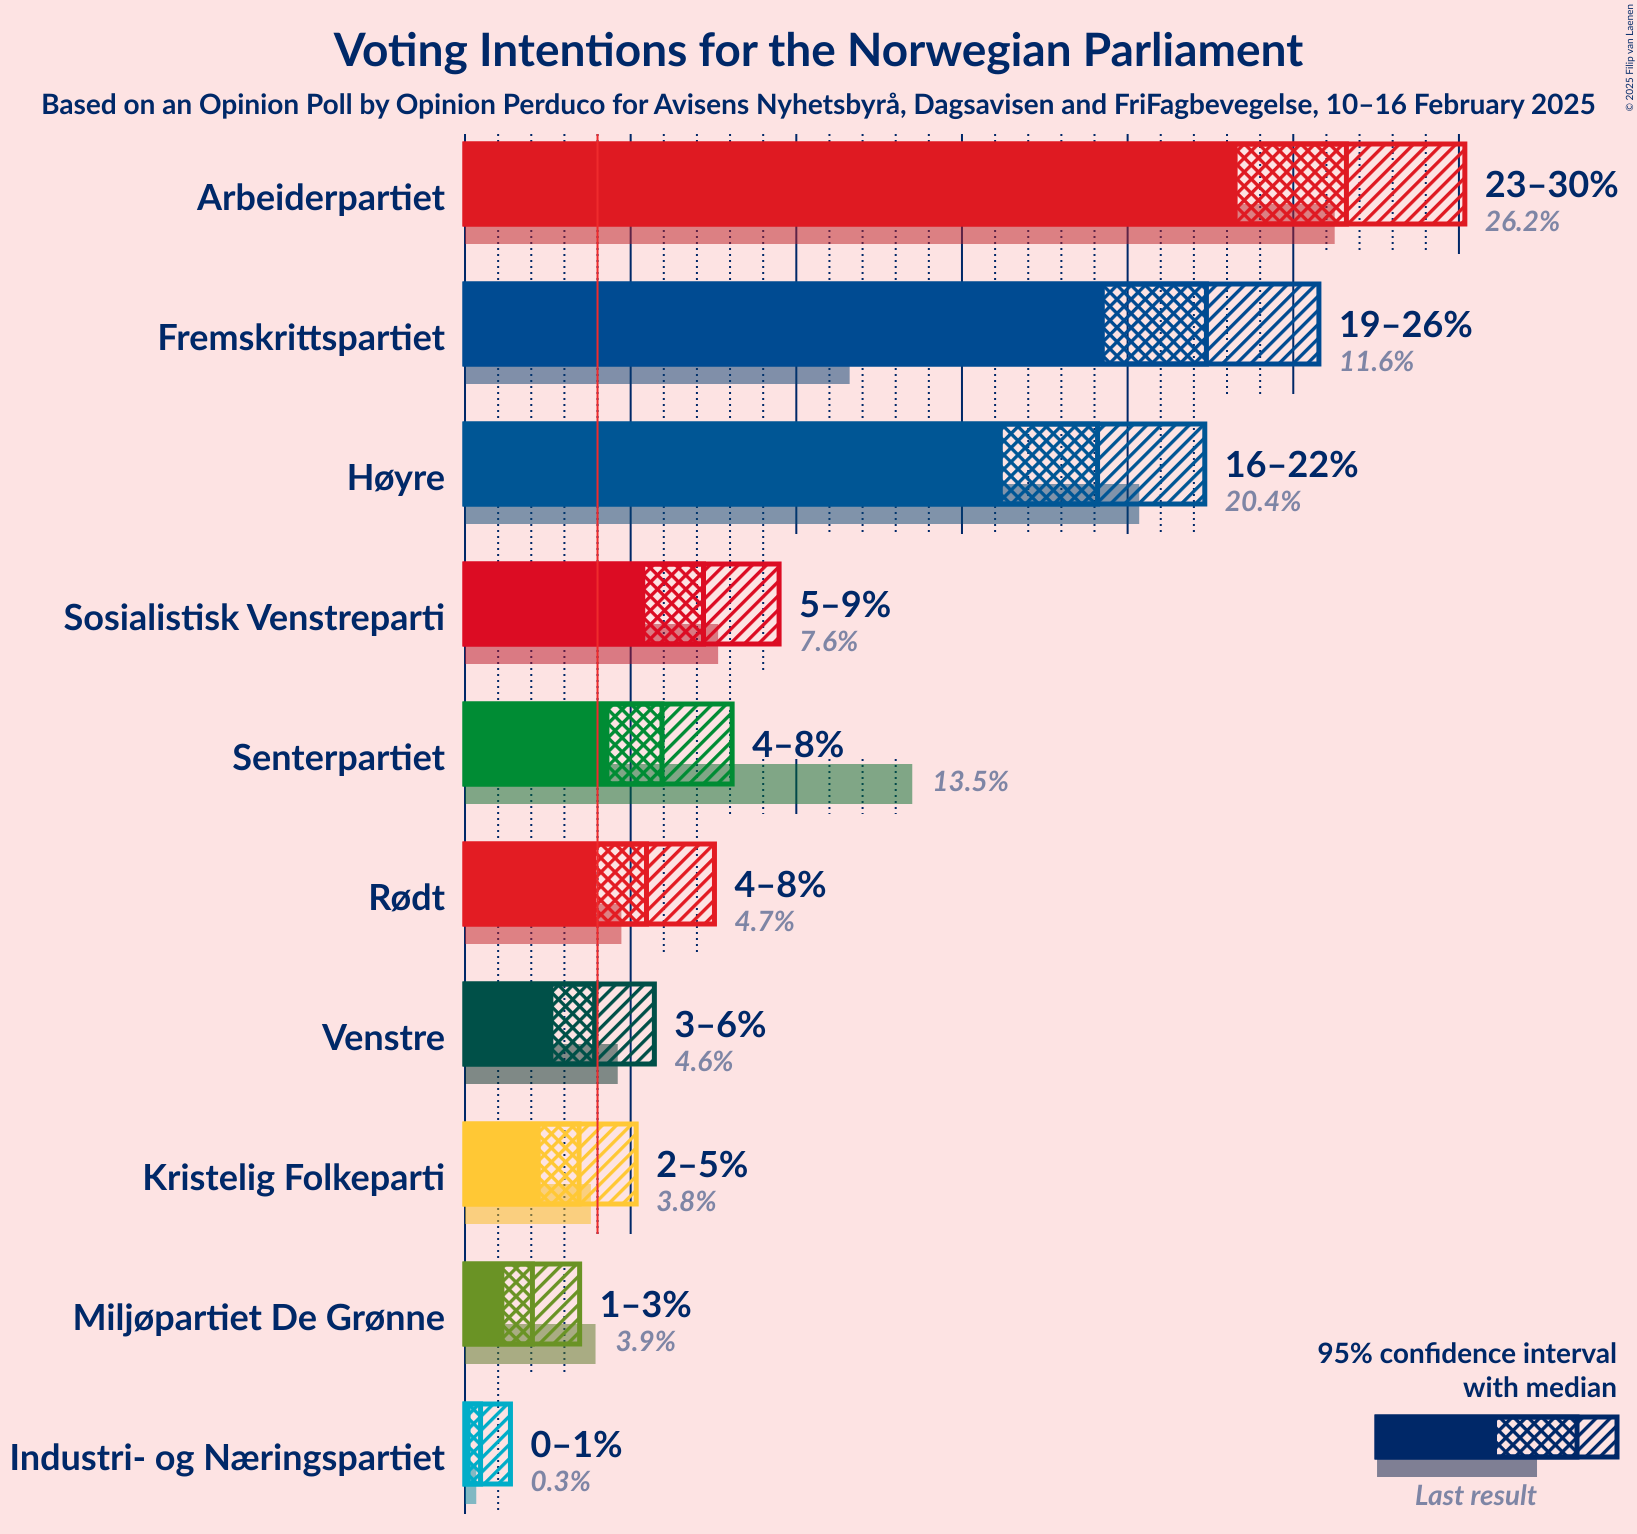 Voting Intentions for the Norwegian Parliament
Based on an Opinion Poll by Opinion Perduco for Avisens Nyhetsbyrå, Dagsavisen and FriFagbevegelse, 10–16 February 2025
© 2025 Filip van Laenen
Arbeiderpartiet
23–30%
26.2%
Fremskrittspartiet
19–26%
11.6%
Høyre
16–22%
20.4%
Sosialistisk Venstreparti
5–9%
7.6%
Senterpartiet
4–8%
13.5%
Rødt
4–8%
4.7%
Venstre
3–6%
4.6%
Kristelig Folkeparti
2–5%
3.8%
Miljøpartiet De Grønne
1–3%
3.9%
Industri- og Næringspartiet
0–1%
0.3%
95% confidence interval
with median
Last result